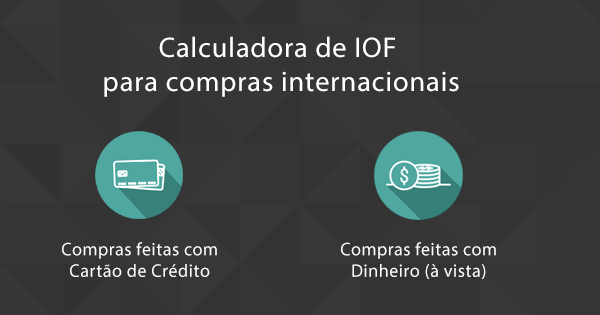 Calculadora de IOF
para compras internacionais
Compras feitas com
Cartão de Crédito
$
Compras feitas com
Dinheiro (à vista)